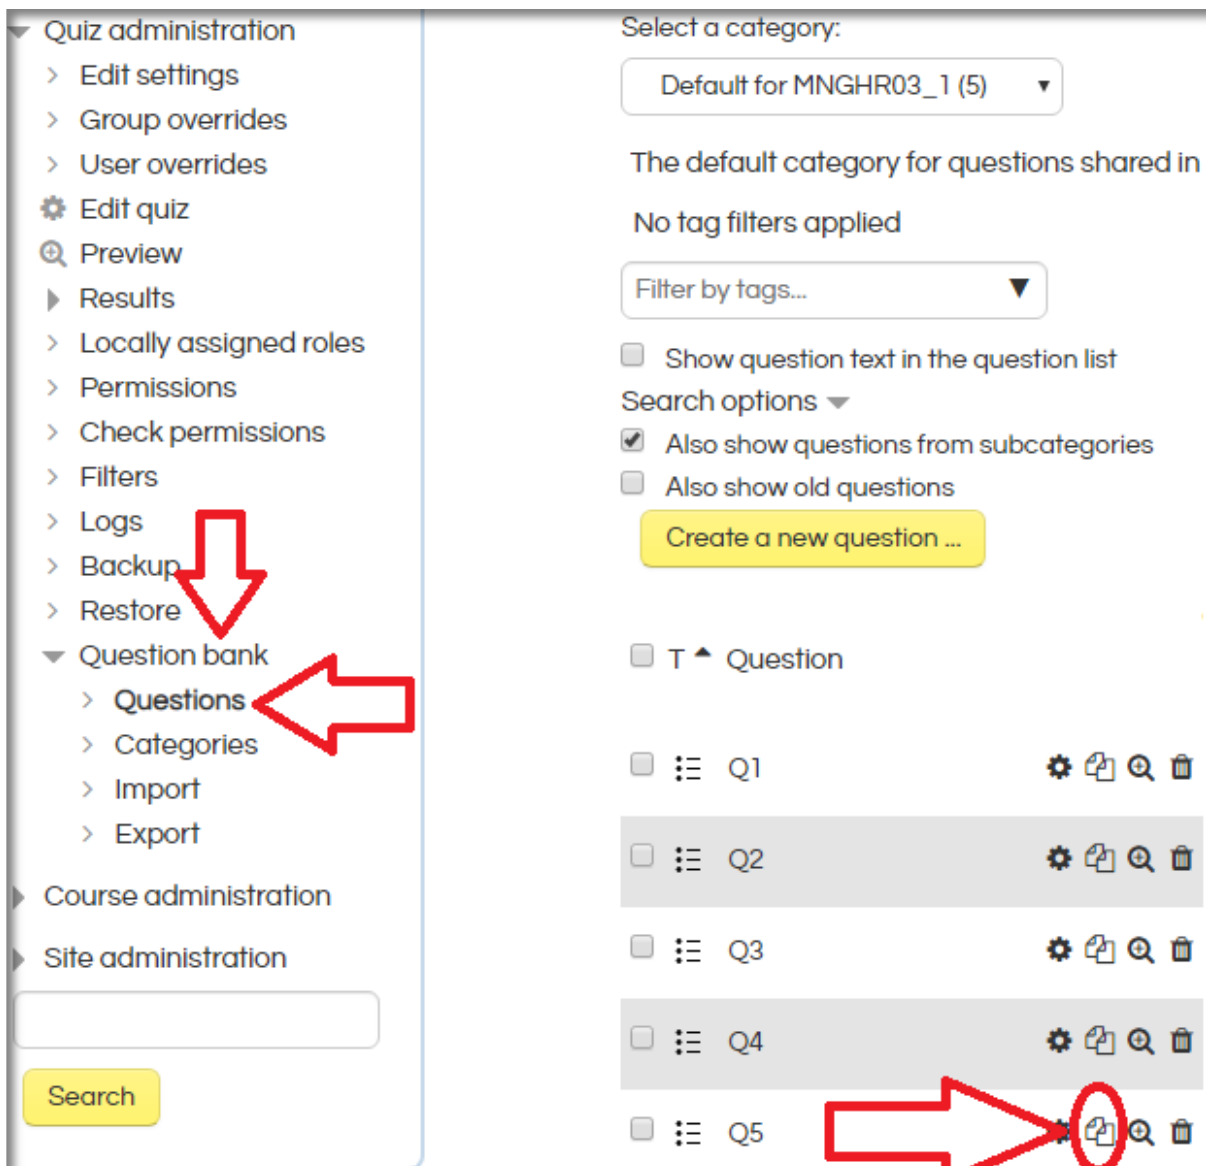 Quiz administration
Edit settings
Group overrides
User overrides
Edit quiz
Preview
Results
Locally assigned roles
Permissions
Check permissions
Filters
Logs
Backup
Restore
Question bank
Questions
Categories
Import
Export
Course administration
Site administration
Search
Select a category:
Default for MNGHR03_1 (5)
The default category for questions shared in
No tag filters applied
Filter by tags...
Show question text in the question list
Search options
Also show questions from subcategories
Also show old questions
Create a new question ...
T Question
Q1
Q2
Q3
Q4
Q5